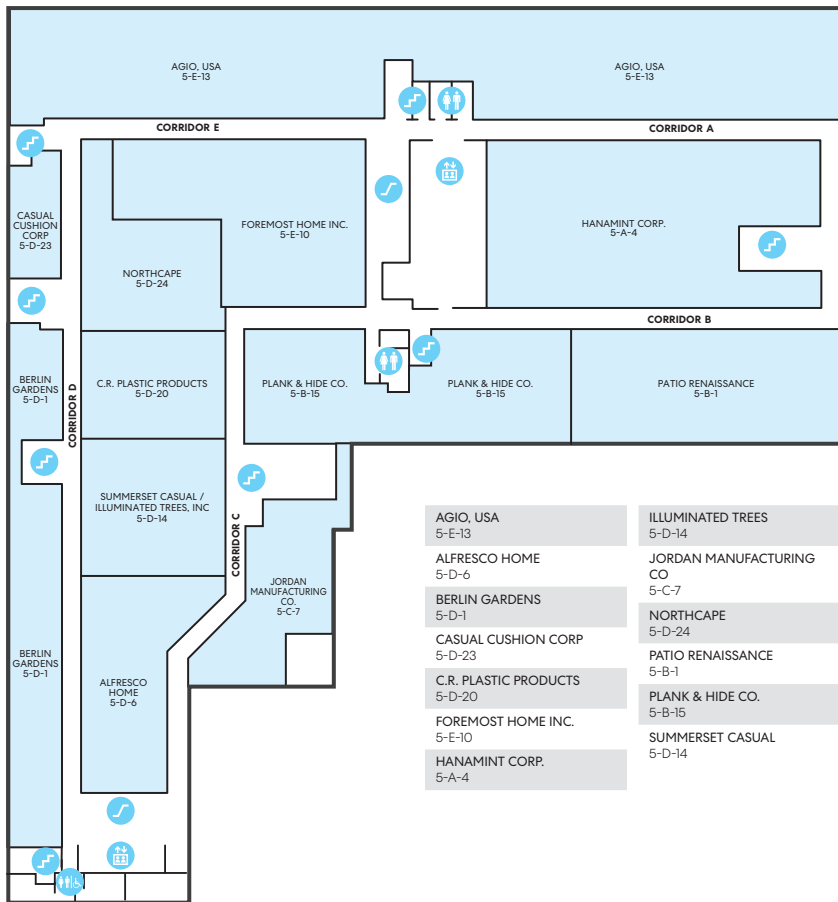 AGIO, USA
5-E-13
AGIO, USA
5-E-13
CORRIDOR E
CORRIDOR A
CASUAL
CUSHION
CORP
5-D-23
FOREMOST HOME INC.
5-E-10
HANAMINT CORP.
5-A-4
NORTHCAPE
5-D-24
CORRIDOR B
BERLIN
GARDENS
5-D-1
CORRIDOR D
C.R. PLASTIC PRODUCTS
5-D-20
PLANK & HIDE CO.
5-B-15
PLANK & HIDE CO.
5-B-15
PATIO RENAISSANCE
5-B-1
SUMMERSET CASUAL /
ILLUMINATED TREES, INC
5-D-14
CORRIDOR C
JORDAN
MANUFACTURING
CO.
5-C-7
BERLIN
GARDENS
5-D-1
ALFRESCO
HOME
5-D-6
AGIO, USA
5-E-13
ALFRESCO HOME
5-D-6
BERLIN GARDENS
5-D-1
CASUAL CUSHION CORP
5-D-23
C.R. PLASTIC PRODUCTS
5-D-20
FOREMOST HOME INC.
5-E-10
HANAMINT CORP.
5-A-4
ILLUMINATED TREES
5-D-14
JORDAN MANUFACTURING
CO
5-C-7
NORTHCAPE
5-D-24
PATIO RENAISSANCE
5-B-1
PLANK & HIDE CO.
5-B-15
SUMMERSET CASUAL
5-D-14